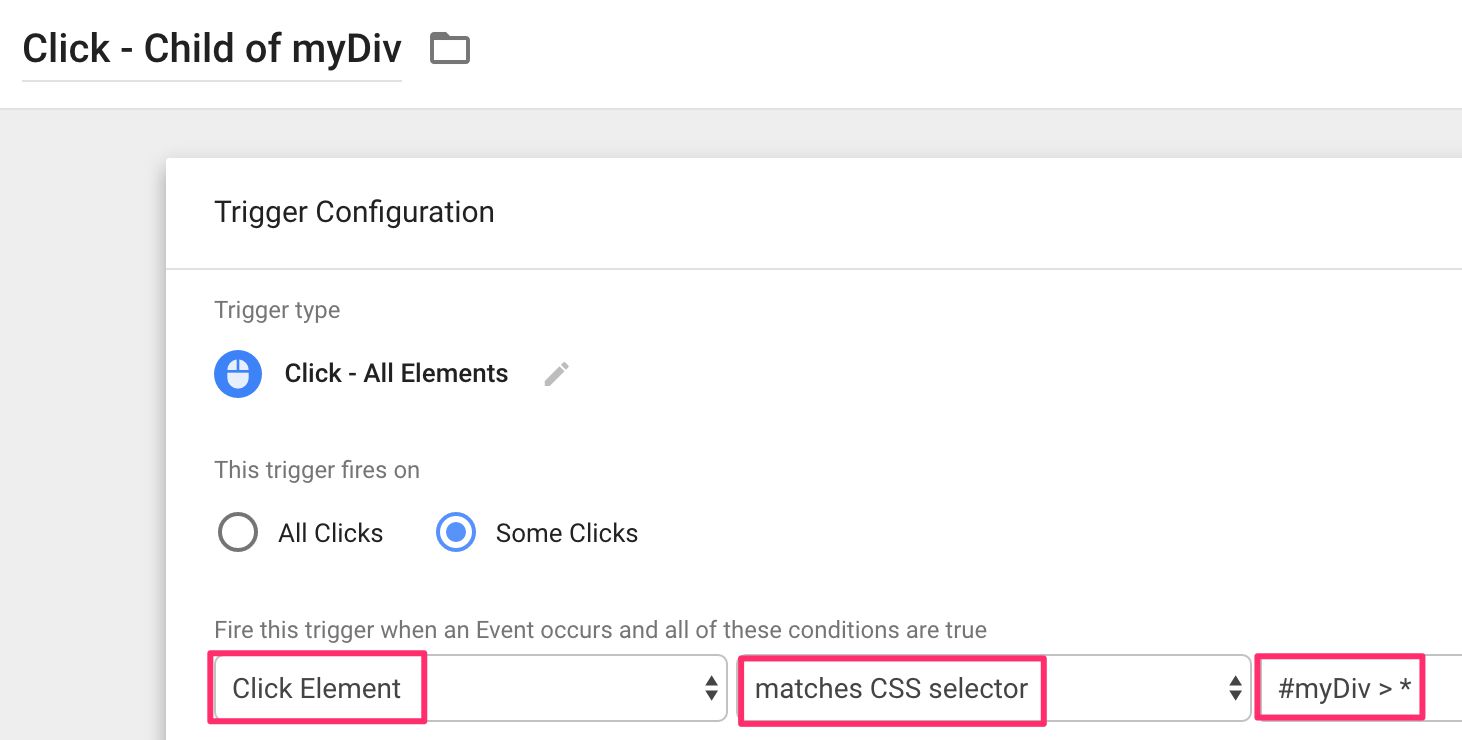 Click - Child of myDiv
Trigger Configuration
Trigger type
Click - All Elements
This trigger fires on
All Clicks Some Clicks
Fire this trigger when an Event occurs and all of these conditions are true
Click Element matches CSS selector #myDiv > *